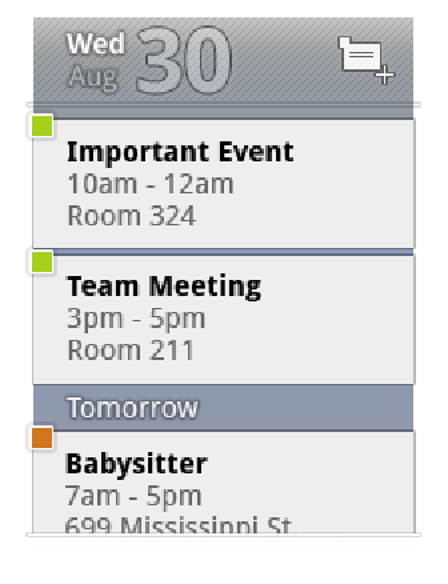 Wed
Aug
30
Important Event
10am - 12am
Room 324
Team Meeting
3pm - 5pm
Room 211
Tomorrow
Babysitter
7am - 5pm
699 Mississippi St